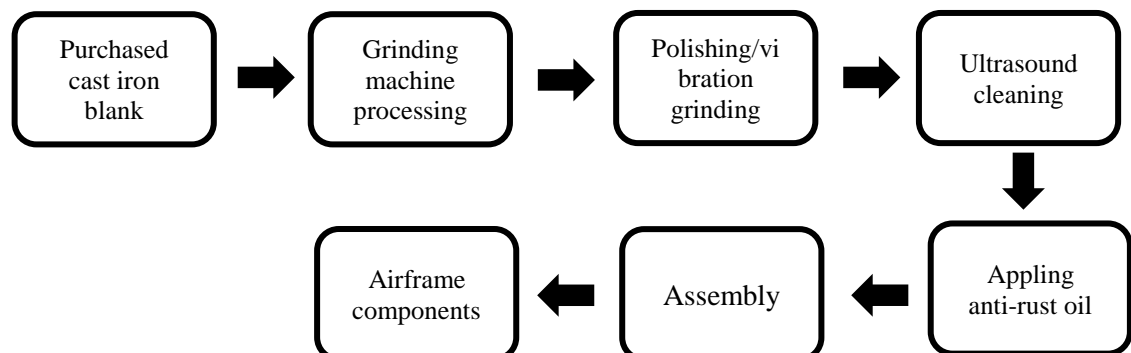 Purchased
cast iron
blank
Grinding
machine
processing
Polishing/vi
bration
grinding
Ultrasound
cleaning
Appling
anti-rust oil
Assembly
Airframe
components